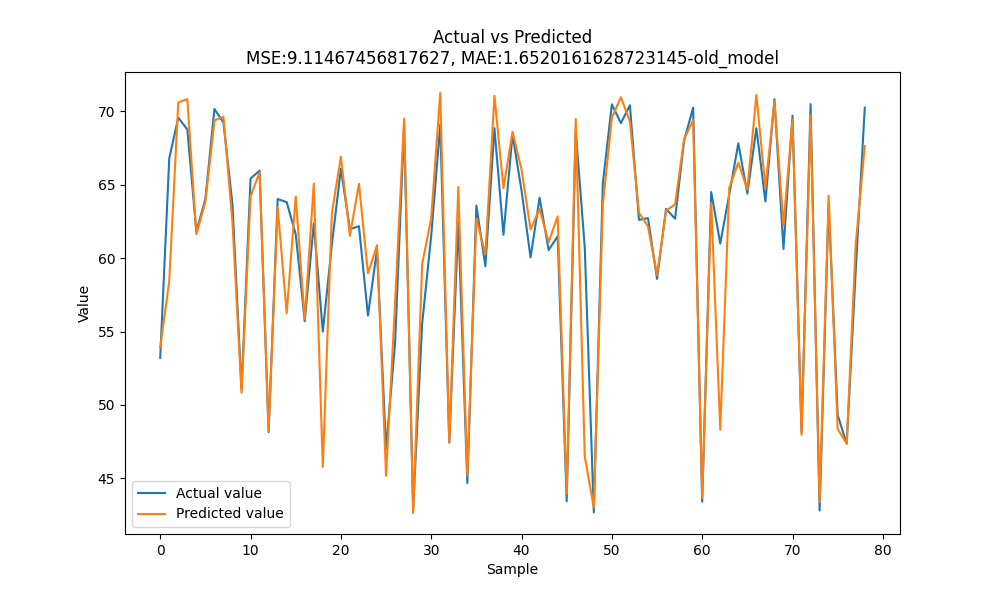 Actual vs Predicted
MSE:9.11467456817627, MAE:1.6520161628723145-old_model
Value
70
65
60
55
50
45
Actual value
Predicted value
0 10 20 30 40 50 60 70 80
Sample